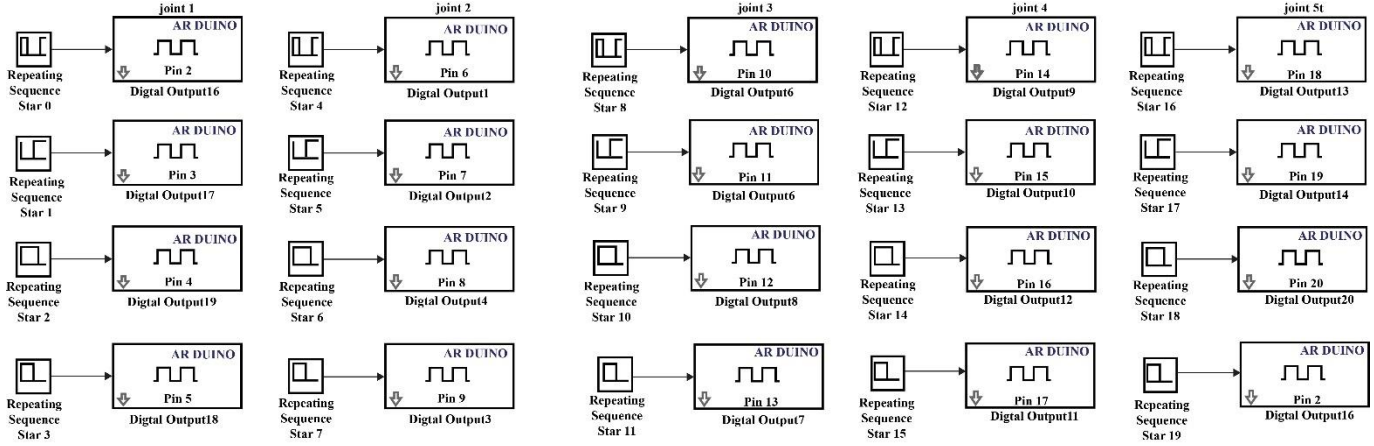 joint 1
joint 2
joint 3
joint 4
joint 5t
AR DUINO
Pin 2
Repeating
Sequence
Star 0
Digtal Output16
AR DUINO
Pin 6
Repeating
Sequence
Star 4
Digtal Output1
AR DUINO
Pin 10
Repeating
Sequence
Star 8
Digtal Output6
AR DUINO
Pin 14
Repeating
Sequence
Star 12
Digtal Output9
AR DUINO
Pin 18
Repeating
Sequence
Star 16
Digtal Output13
AR DUINO
Pin 3
Repeating
Sequence
Star 1
Digtal Output17
AR DUINO
Pin 7
Repeating
Sequence
Star 5
Digtal Output2
AR DUINO
Pin 11
Repeating
Sequence
Star 9
Digtal Output6
AR DUINO
Pin 15
Repeating
Sequence
Star 13
Digtal Output10
AR DUINO
Pin 19
Repeating
Sequence
Star 17
Digtal Output14
AR DUINO
Pin 4
Repeating
Sequence
Star 2
Digtal Output19
AR DUINO
Pin 8
Repeating
Sequence
Star 6
Digtal Output4
AR DUINO
Pin 12
Repeating
Sequence
Star 10
Digtal Output8
AR DUINO
Pin 16
Repeating
Sequence
Star 14
Digtal Output12
AR DUINO
Pin 20
Repeating
Sequence
Star 18
Digtal Output20
AR DUINO
Pin 5
Repeating
Sequence
Star 3
Digtal Output18
AR DUINO
Pin 9
Repeating
Sequence
Star 7
Digtal Output3
AR DUINO
Pin 13
Repeating
Sequence
Star 11
Digtal Output7
AR DUINO
Pin 17
Repeating
Sequence
Star 15
Digtal Output11
AR DUINO
Pin 2
Repeating
Sequence
Star 19
Digtal Output16